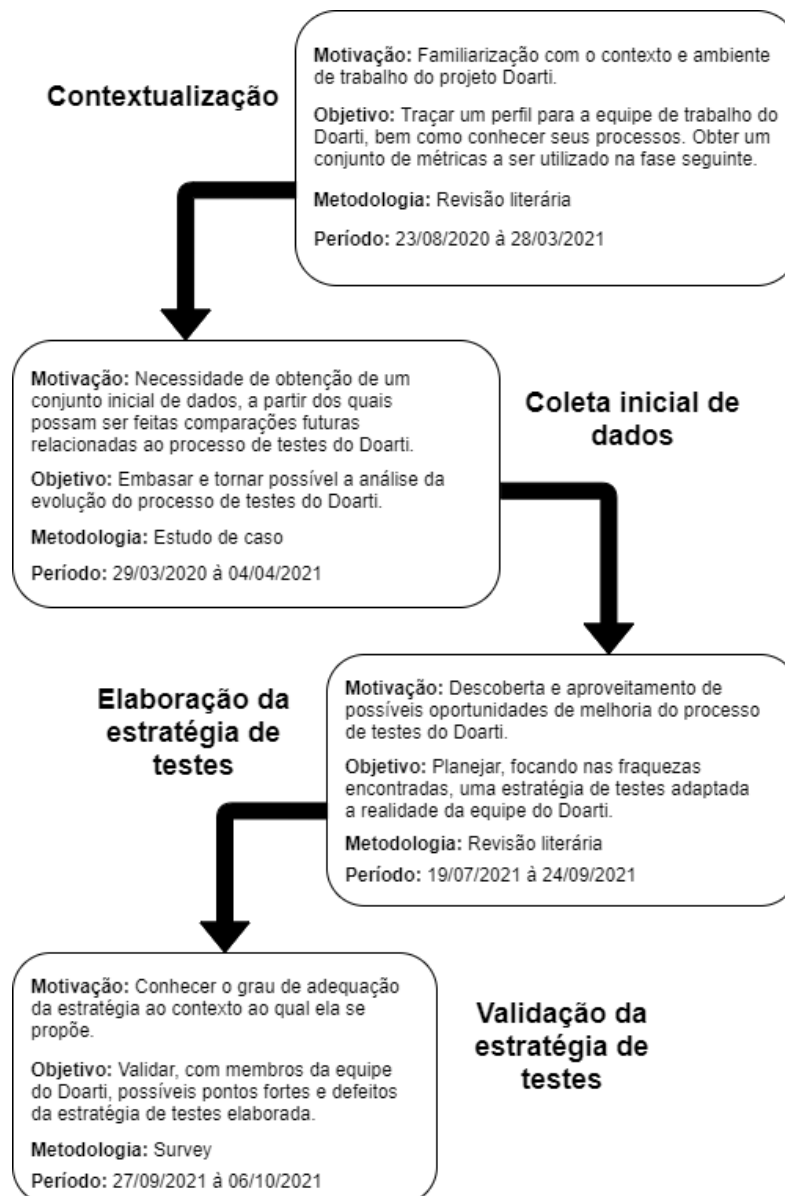 Contextualização
Motivação: Familiarização com o contexto e ambiente
de trabalho do projeto Doarti.
Objetivo: Traçar um perfil para a equipe de trabalho do
Doarti, bem como conhecer seus processos. Obter um
conjunto de métricas a ser utilizado na fase seguinte.
Metodologia: Revisão literária
Período: 23/08/2020 à 28/03/2021
Coleta inicial de
dados
Motivação: Necessidade de obtenção de um
conjunto inicial de dados, a partir dos quais
possam ser feitas comparações futuras
relacionadas ao processo de testes do Doarti.
Objetivo: Embasar e tornar possível a análise da
evolução do processo de testes do Doarti.
Metodologia: Estudo de caso
Período: 29/03/2020 à 04/04/2021
Elaboração da
estratégia de
testes
Motivação: Descoberta e aproveitamento de
possíveis oportunidades de melhoria do processo
de testes do Doarti.
Objetivo: Planejar, focando nas fraquezas
encontradas, uma estratégia de testes adaptada
a realidade da equipe do Doarti.
Metodologia: Revisão literária
Período: 19/07/2021 à 24/09/2021
Validação da
estratégia de
testes
Motivação: Conhecer o grau de adequação
da estratégia ao contexto ao qual ela se
propõe.
Objetivo: Validar, com membros da equipe
do Doarti, possíveis pontos fortes e defeitos
da estratégia de testes elaborada.
Metodologia: Survey
Período: 27/09/2021 à 06/10/2021